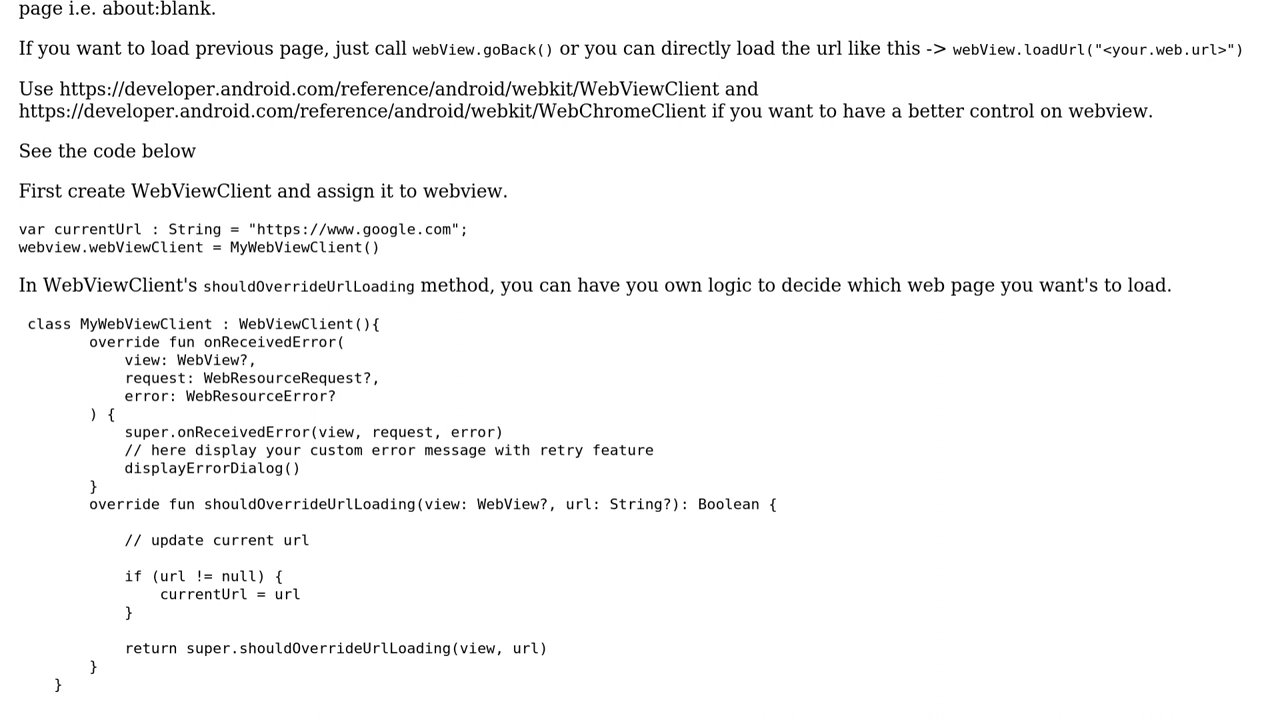 page i.e. about:blank.
If you want to load previous page, just call webView.goBack() or you can directly load the url like this -> webView.loadUrl("<your.web.url>")
Use https://developer.android.com/reference/android/webkit/WebViewClient and
https://developer.android.com/reference/android/webkit/WebChromeClient if you want to have a better control on webview.
See the code below
First create WebViewClient and assign it to webview.
var currentUrl : String = "https://www.google.com";
webview.webViewClient = MyWebViewClient()
In WebViewClient's shouldOverrideUrlLoading method, you can have you own logic to decide which web page you want's to load.
 class MyWebViewClient : WebViewClient(){
        override fun onReceivedError(
            view: WebView?,
            request: WebResourceRequest?,
            error: WebResourceError?
        ) {
            super.onReceivedError(view, request, error)
            // here display your custom error message with retry feature
            displayErrorDialog()
        }
        override fun shouldOverrideUrlLoading(view: WebView?, url: String?): Boolean {
            // update current url
            if (url != null) {
                currentUrl = url
            }
            return super.shouldOverrideUrlLoading(view, url)
        }
    }